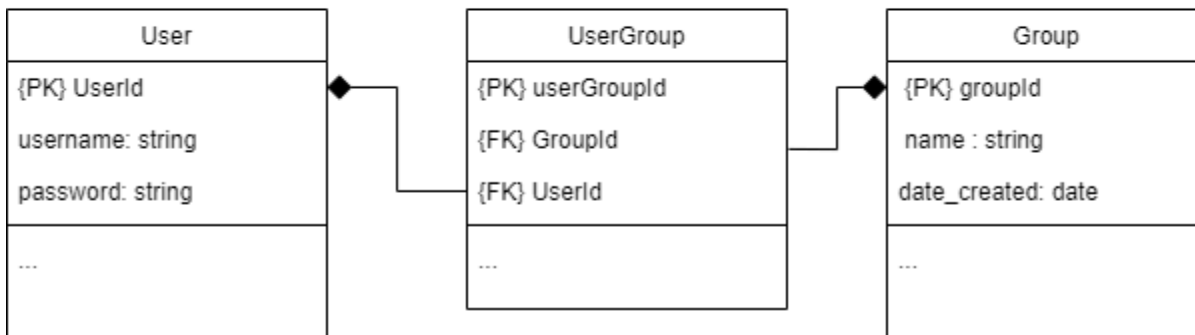 User
{PK} UserId
username: string
password: string
...
UserGroup
{PK} userGroupId
{FK} GroupId
{FK} UserId
...
Group
{PK} groupId
name : string
date_created: date
...